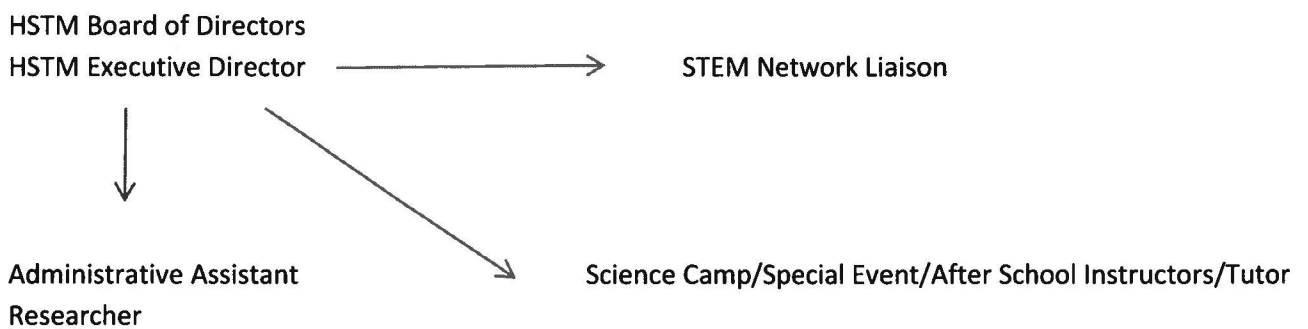 HSTM Board of Directors
HSTM Executive Director
STEM Network Liaison
Administrative Assistant
Researcher
Science Camp/Special Event/After School Instructors/Tutor